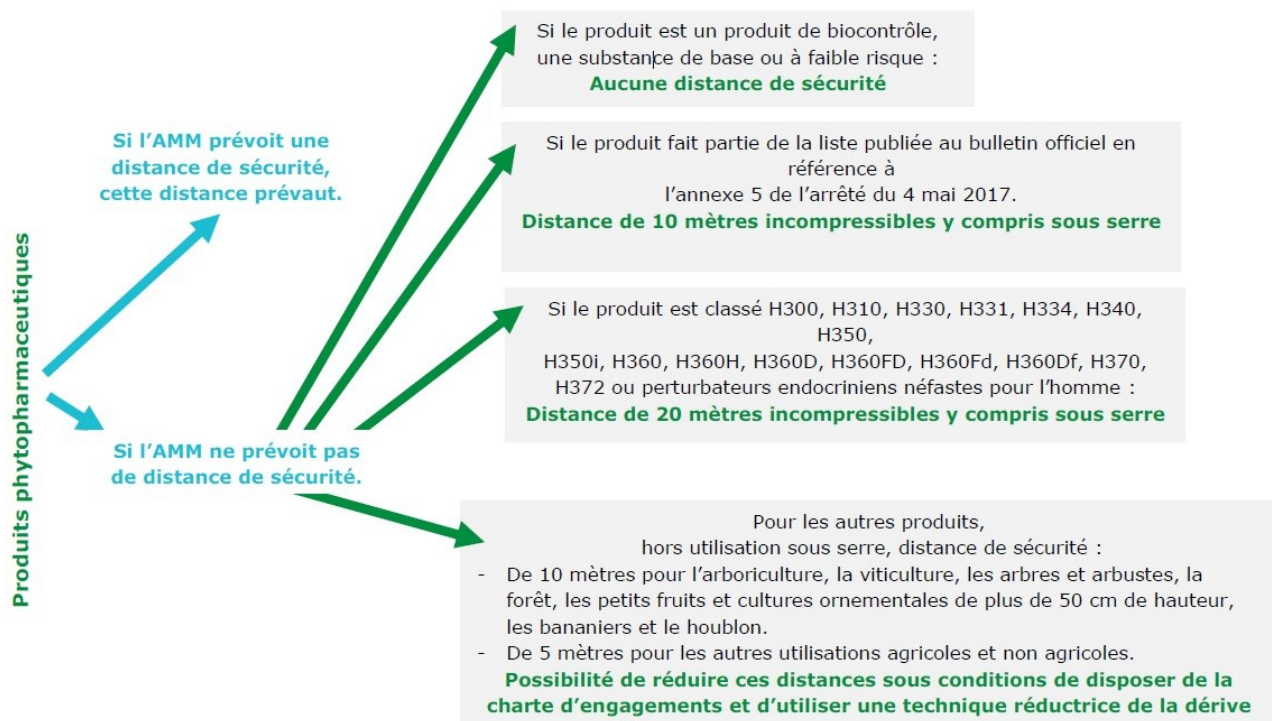 Produits phytopharmaceutiques
Si l’AMM prévoit une
distance de sécurité,
cette distance prévaut.
Si l’AMM ne prévoit pas
de distance de sécurité.
Si le produit est un produit de biocontrôle,
une substance de base ou à faible risque :
Aucune distance de sécurité
Si le produit fait partie de la liste publiée au bulletin officiel en
référence à
l’annexe 5 de l’arrêté du 4 mai 2017.
Distance de 10 mètres incompressibles y compris sous serre
Si le produit est classé H300, H310, H330, H331, H334, H340,
H350,
H350i, H360, H360H, H360D, H360FD, H360Fd, H360Df, H370,
H372 ou perturbateurs endocriniens néfastes pour l’homme :
Distance de 20 mètres incompressibles y compris sous serre
Pour les autres produits,
hors utilisation sous serre, distance de sécurité :
- De 10 mètres pour l’arboriculture, la viticulture, les arbres et arbustes, la
forêt, les petits fruits et cultures ornementales de plus de 50 cm de hauteur,
les bananiers et le houblon.
- De 5 mètres pour les autres utilisations agricoles et non agricoles.
Possibilité de réduire ces distances sous conditions de disposer de la
charte d’engagements et d’utiliser une technique réductrice de la dérive